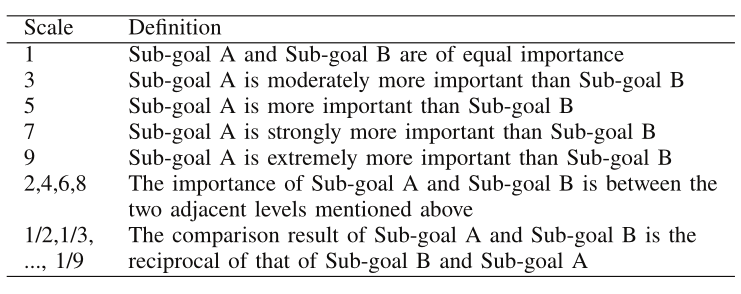 Scale Definition
1 Sub-goal A and Sub-goal B are of equal importance
3 Sub-goal A is moderately more important than Sub-goal B
5 Sub-goal A is more important than Sub-goal B
7 Sub-goal A is strongly more important than Sub-goal B
9 Sub-goal A is extremely more important than Sub-goal B
2,4,6,8 The importance of Sub-goal A and Sub-goal B is between the
two adjacent levels mentioned above
1/2,1/3, The comparison result of Sub-goal A and Sub-goal B is the
..., 1/9 reciprocal of that of Sub-goal B and Sub-goal A